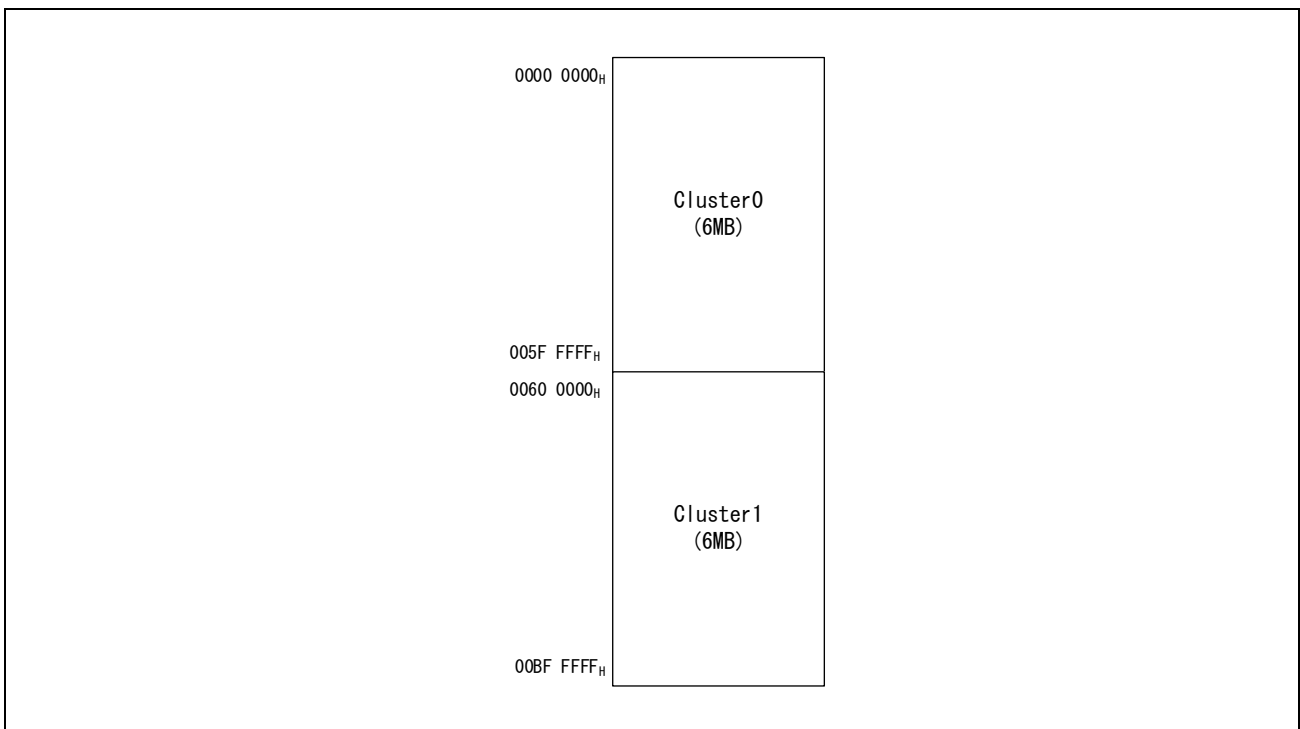 0000 0000H
Cluster0
(6MB)
005F FFFFH
0060 0000H
Cluster1
(6MB)
00BF FFFFH